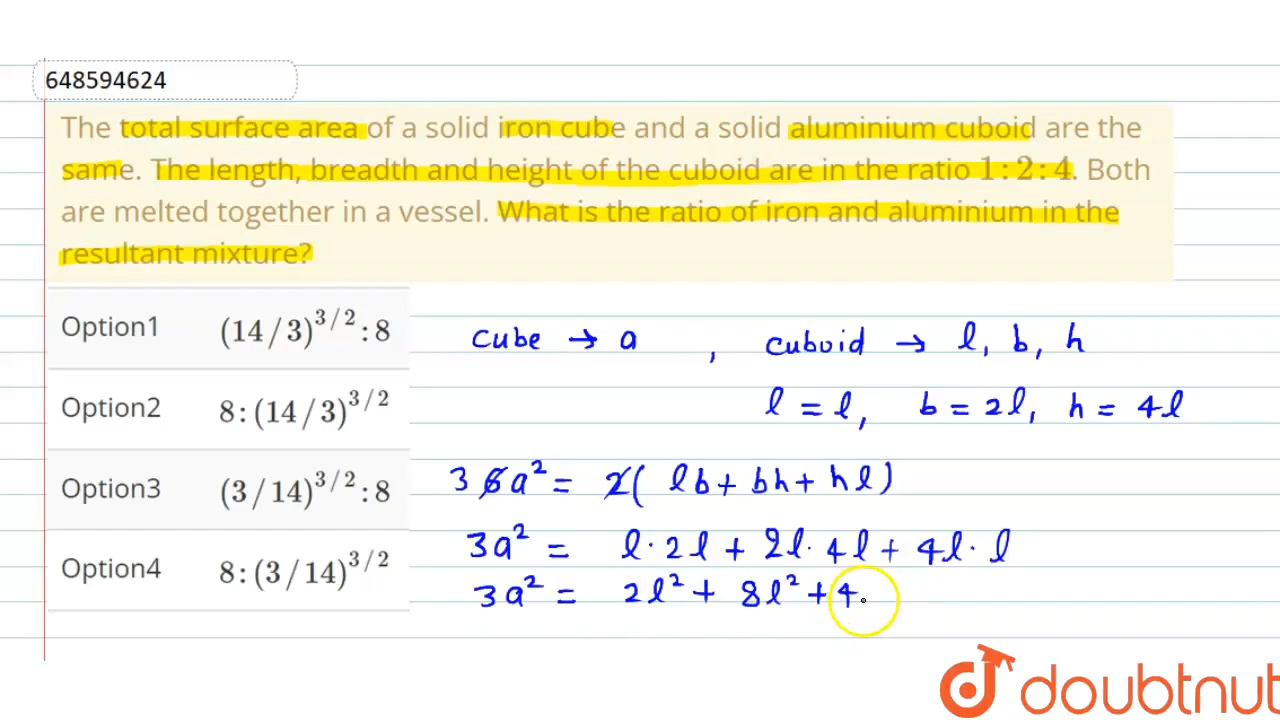 648594624
The total surface area of a solid iron cube and a solid aluminium cuboid are the
same. The length, breadth and height of the cuboid are in the ratio 1 : 2 : 4. Both
are melted together in a vessel. What is the ratio of iron and aluminium in the
resultant mixture?
Option1 (14/3)^{3/2} : 8
Option2 8 : (14/3)^{3/2}
Option3 (3/14)^{3/2} : 8
Option4 8 : (3/14)^{3/2}
cube → a , cuboid → l, b, h
l = l, b = 2l, h = 4l
3 6a² = 2( lb + bh + hl )
3a² = l · 2l + 2l · 4l + 4l · l
3a² = 2l² + 8l² + 4
doubtnut